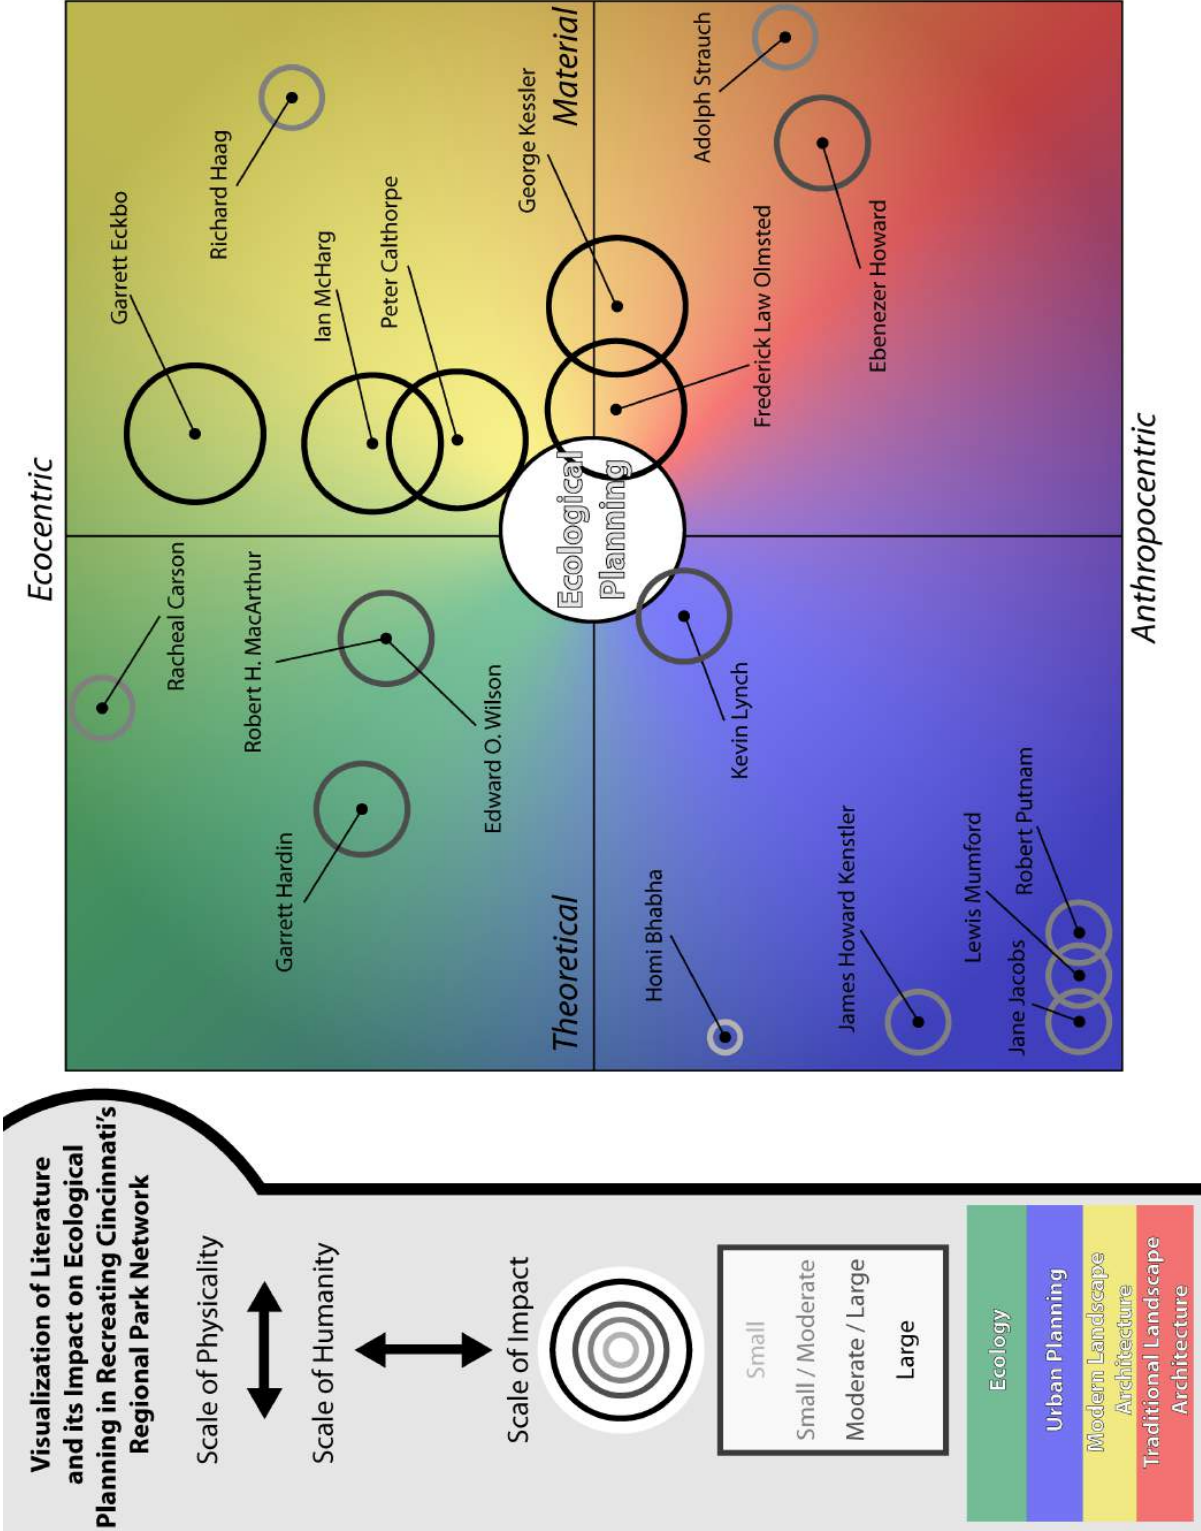 Visualization of Literature
and its Impact on Ecological
Planning in Recreating Cincinnati's
Regional Park Network
Scale of Physicality
Scale of Humanity
Scale of Impact
Small
Small / Moderate
Moderate / Large
Large
Ecology
Urban Planning
Modern Landscape
Architecture
Traditional Landscape
Architecture
Ecocentric
Racheal Carson
Garrett Eckbo
Richard Haag
Robert H. MacArthur
Ian McHarg
Garrett Hardin
Peter Calthorpe
Edward O. Wilson
George Kessler
Theoretical
Material
Ecological
Planning
Homi Bhabha
Adolph Strauch
Kevin Lynch
Frederick Law Olmsted
James Howard Kenstler
Ebenezer Howard
Lewis Mumford
Jane Jacobs
Robert Putnam
Anthropocentric